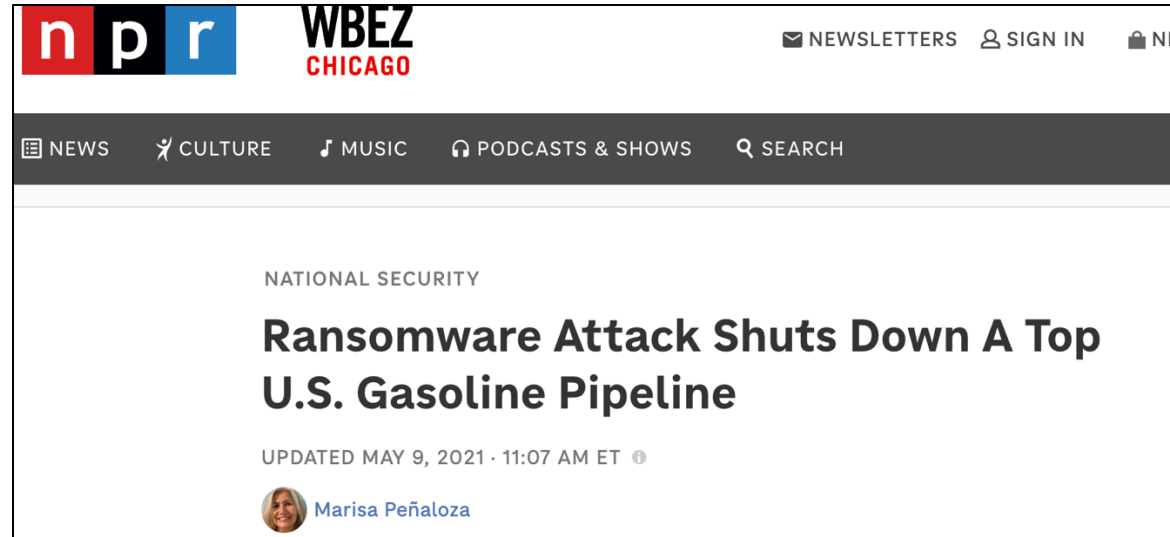 npr
WBEZ
CHICAGO
NEWSLETTERS SIGN IN
NEWS CULTURE MUSIC PODCASTS & SHOWS SEARCH
NATIONAL SECURITY
Ransomware Attack Shuts Down A Top
U.S. Gasoline Pipeline
UPDATED MAY 9, 2021 · 11:07 AM ET
Marisa Peñaloza